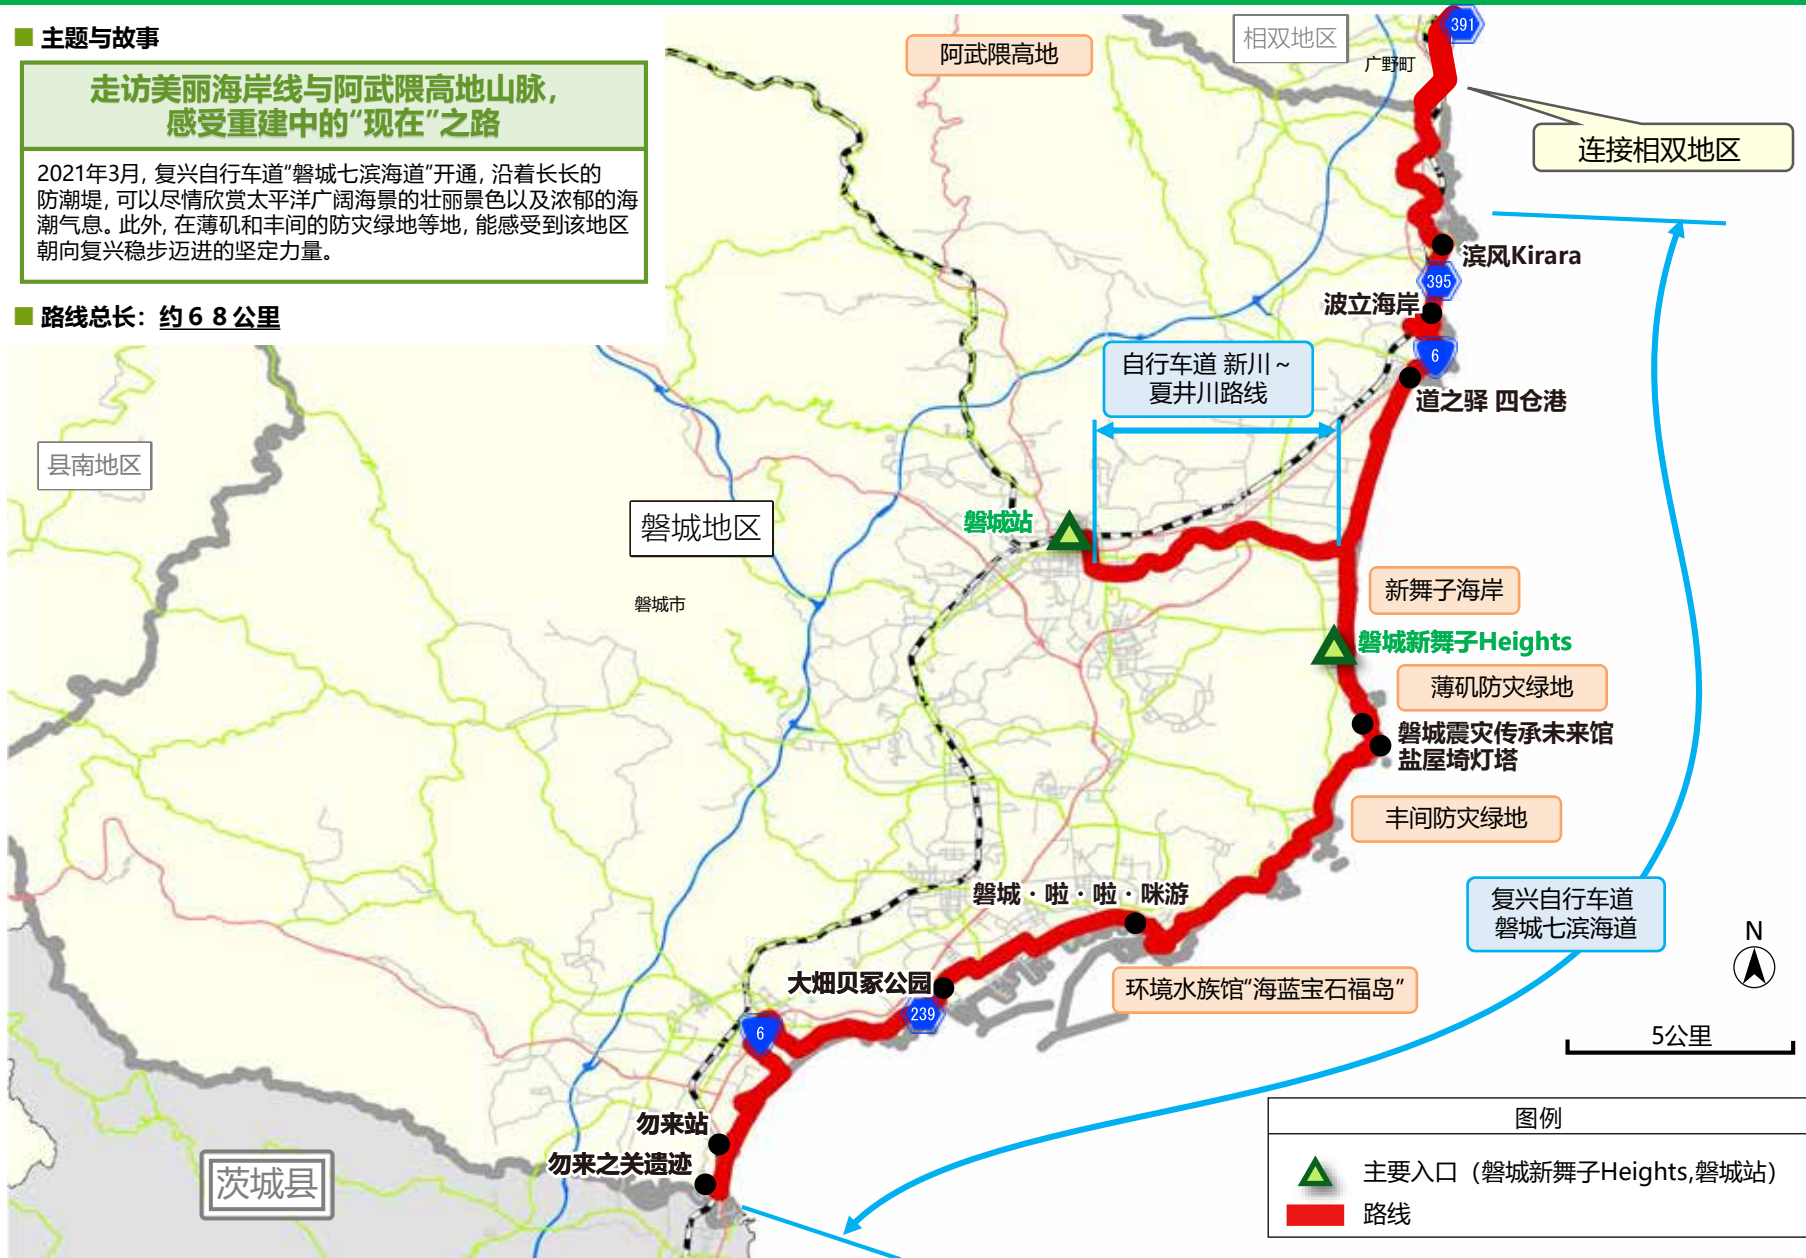 ■ 主题与故事
走访美丽海岸线与阿武隈高地山脉，
感受重建中的“现在”之路
2021年3月, 复兴自行车道“磐城七滨海道”开通, 沿着长长的
防潮堤, 可以尽情欣赏太平洋广阔海景的壮丽景色以及浓郁的海
潮气息。此外, 在薄矶和丰间的防灾绿地等地, 能感受到该地区
朝向复兴稳步迈进的坚定力量。
■ 路线总长：约６８公里
阿武隈高地
相双地区
广野町
391
连接相双地区
滨风Kirara
395
波立海岸
6
道之驿 四仓港
自行车道 新川～
夏井川路线
县南地区
磐城地区
磐城市
磐城站
新舞子海岸
磐城新舞子Heights
薄矶防灾绿地
磐城震灾传承未来馆
盐屋埼灯塔
丰间防灾绿地
磐城・啦・啦・咪游
复兴自行车道
磐城七滨海道
大畑贝冢公园
环境水族馆“海蓝宝石福岛”
239
6
N
5公里
勿来站
勿来之关遗迹
茨城县
图例
主要入口（磐城新舞子Heights,磐城站）
路线